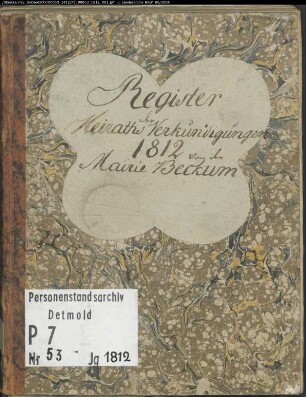 Register
der
Heiraths Verkündigungen
1812 von der
Mairie Beckum
Personenstandsarchiv
Detmold
P 7
Nr 53 Jg 1812